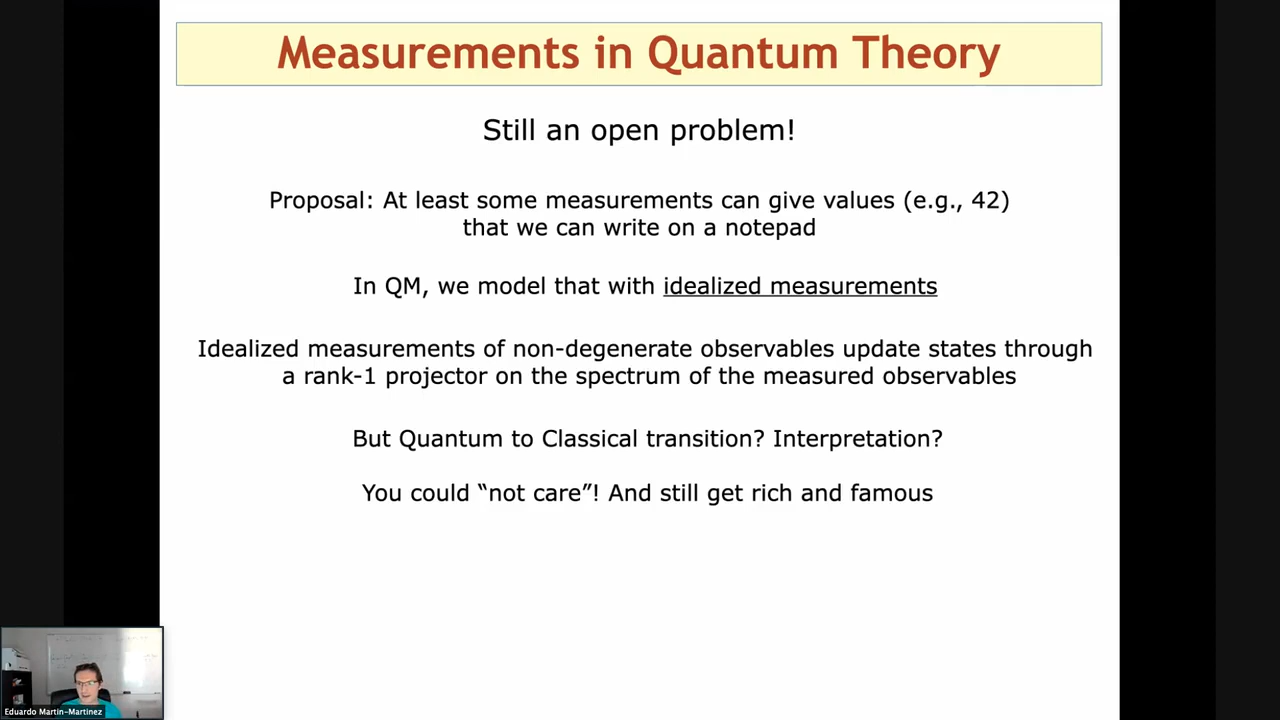 Measurements in Quantum Theory
Still an open problem!
Proposal: At least some measurements can give values (e.g., 42)
that we can write on a notepad
In QM, we model that with idealized measurements
Idealized measurements of non-degenerate observables update states through
a rank-1 projector on the spectrum of the measured observables
But Quantum to Classical transition? Interpretation?
You could “not care”! And still get rich and famous
Eduardo Martin-Martinez